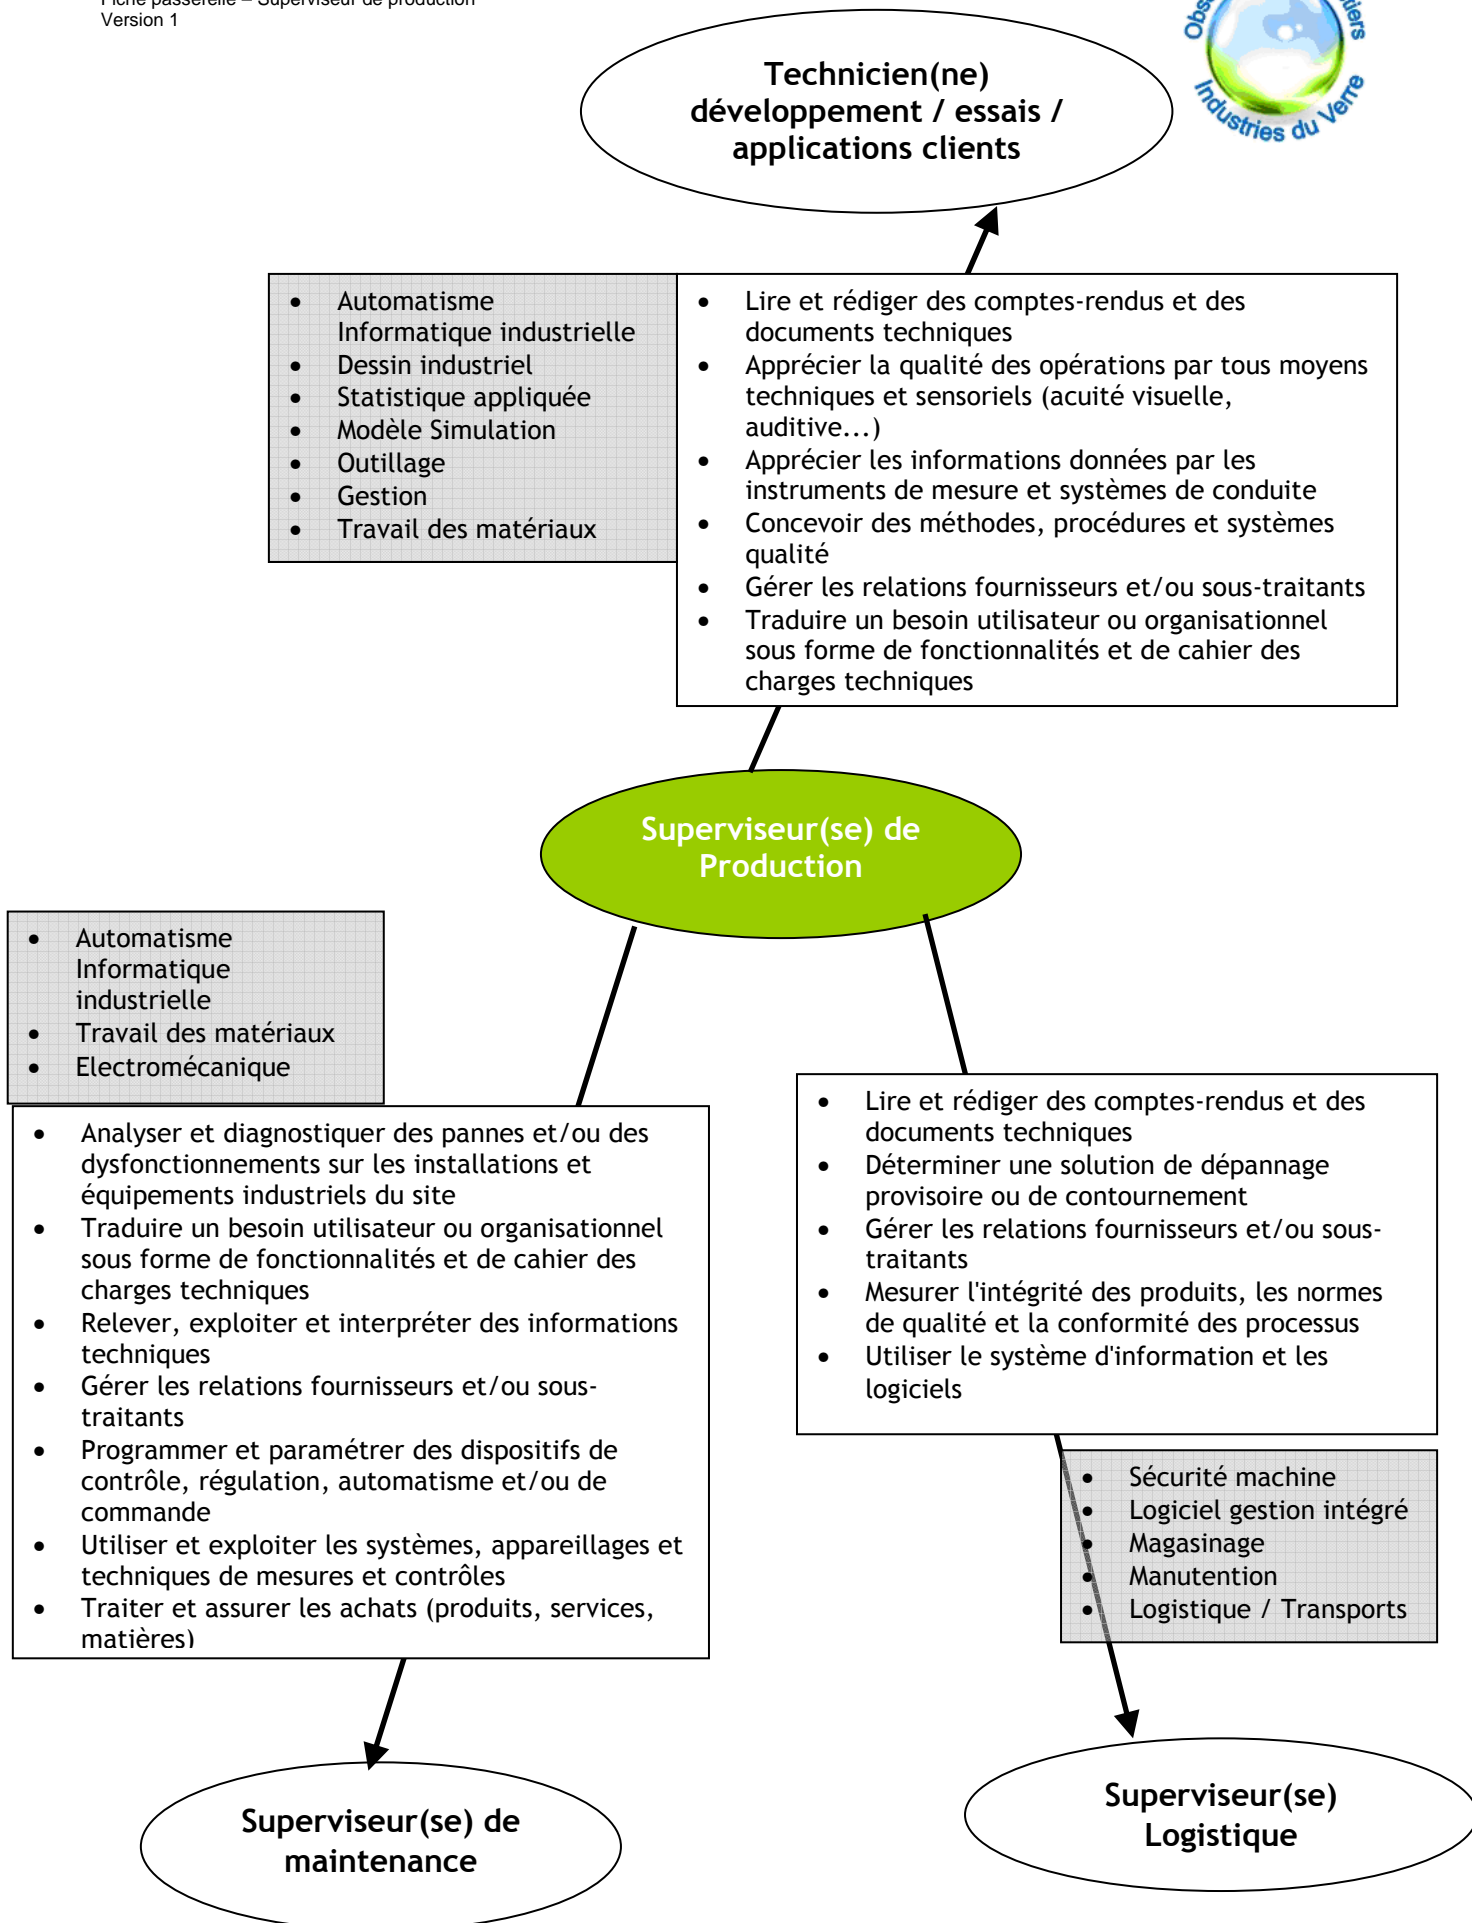 Fiche passerelle – Superviseur de production
Version 1
Industries du Verre
Technicien(ne)
développement / essais /
applications clients
• Automatisme
Informatique industrielle
• Dessin industriel
• Statistique appliquée
• Modèle Simulation
• Outillage
• Gestion
• Travail des matériaux
• Lire et rédiger des comptes-rendus et des
documents techniques
• Apprécier la qualité des opérations par tous moyens
techniques et sensoriels (acuité visuelle,
auditive...)
• Apprécier les informations données par les
instruments de mesure et systèmes de conduite
• Concevoir des méthodes, procédures et systèmes
qualité
• Gérer les relations fournisseurs et/ou sous-traitants
• Traduire un besoin utilisateur ou organisationnel
sous forme de fonctionnalités et de cahier des
charges techniques
Superviseur(se) de
Production
• Automatisme
Informatique
industrielle
• Travail des matériaux
• Electromécanique
• Analyser et diagnostiquer des pannes et/ou des
dysfonctionnements sur les installations et
équipements industriels du site
• Traduire un besoin utilisateur ou organisationnel
sous forme de fonctionnalités et de cahier des
charges techniques
• Relever, exploiter et interpréter des informations
techniques
• Gérer les relations fournisseurs et/ou sous-
traitants
• Programmer et paramétrer des dispositifs de
contrôle, régulation, automatisme et/ou de
commande
• Utiliser et exploiter les systèmes, appareillages et
techniques de mesures et contrôles
• Traiter et assurer les achats (produits, services,
matières)
• Lire et rédiger des comptes-rendus et des
documents techniques
• Déterminer une solution de dépannage
provisoire ou de contournement
• Gérer les relations fournisseurs et/ou sous-
traitants
• Mesurer l'intégrité des produits, les normes
de qualité et la conformité des processus
• Utiliser le système d'information et les
logiciels
• Sécurité machine
• Logiciel gestion intégré
• Magasinage
• Manutention
• Logistique / Transports
Superviseur(se) de
maintenance
Superviseur(se)
Logistique